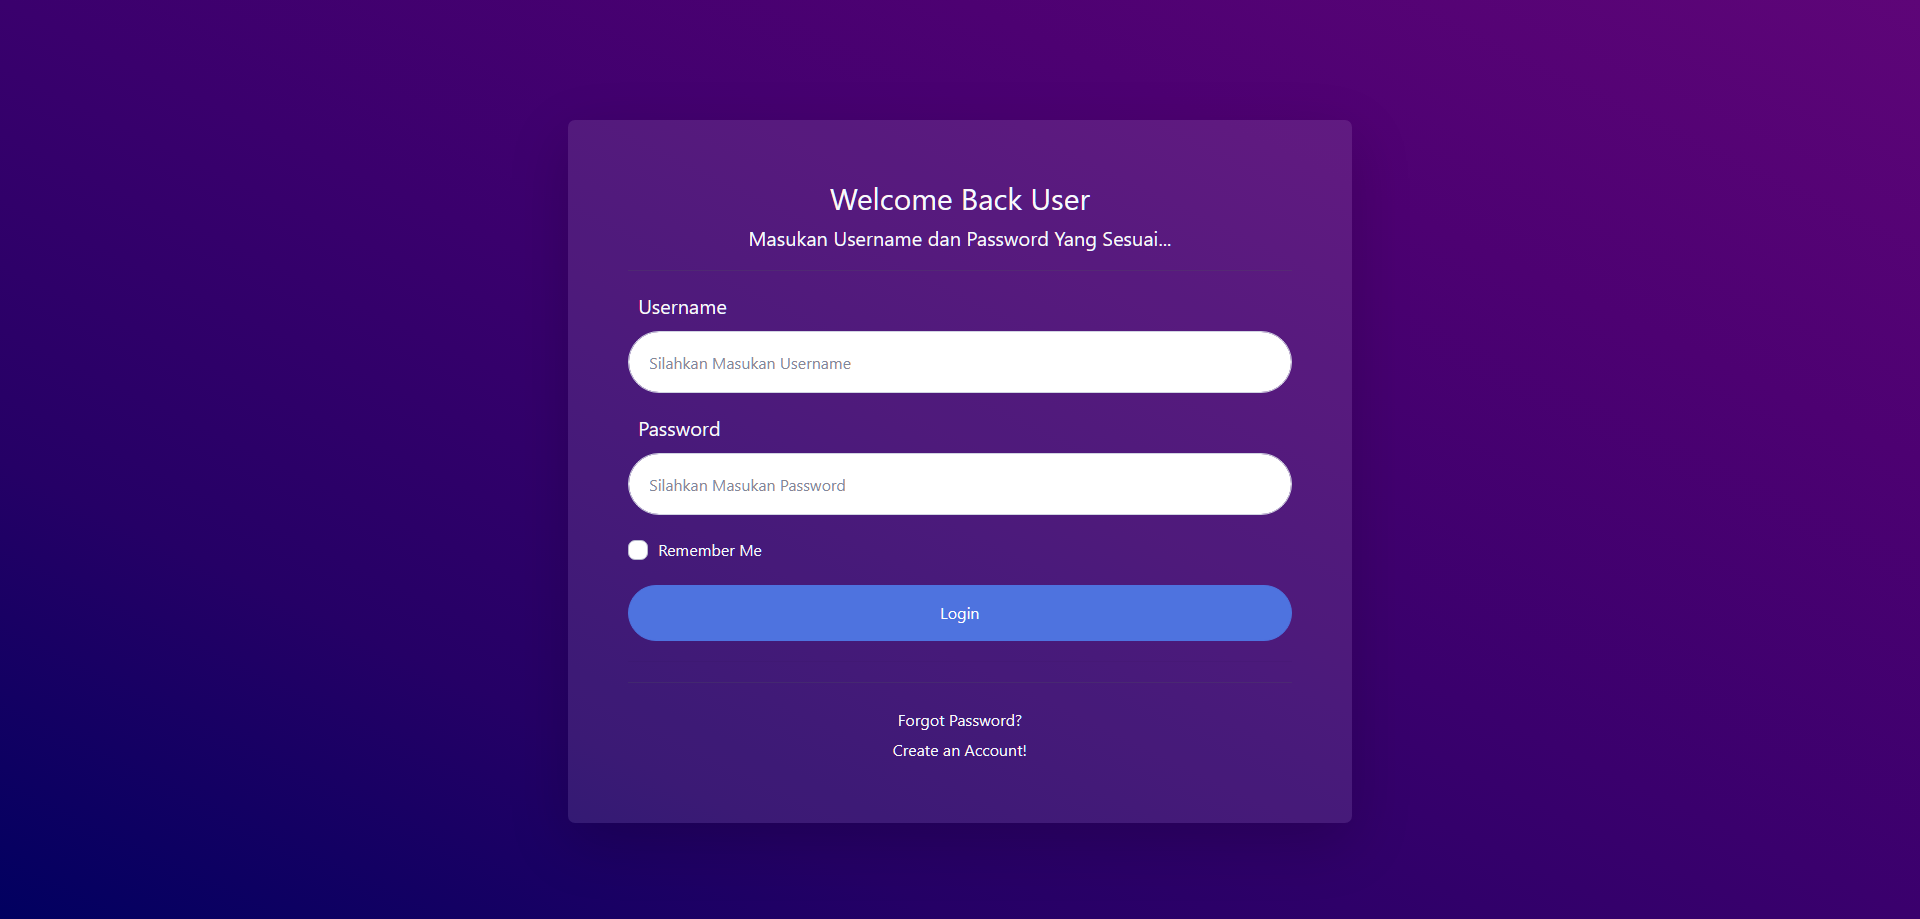 Welcome Back User
Masukan Username dan Password Yang Sesuai...
Username
Silahkan Masukan Username
Password
Silahkan Masukan Password
Remember Me
Login
Forgot Password?
Create an Account!